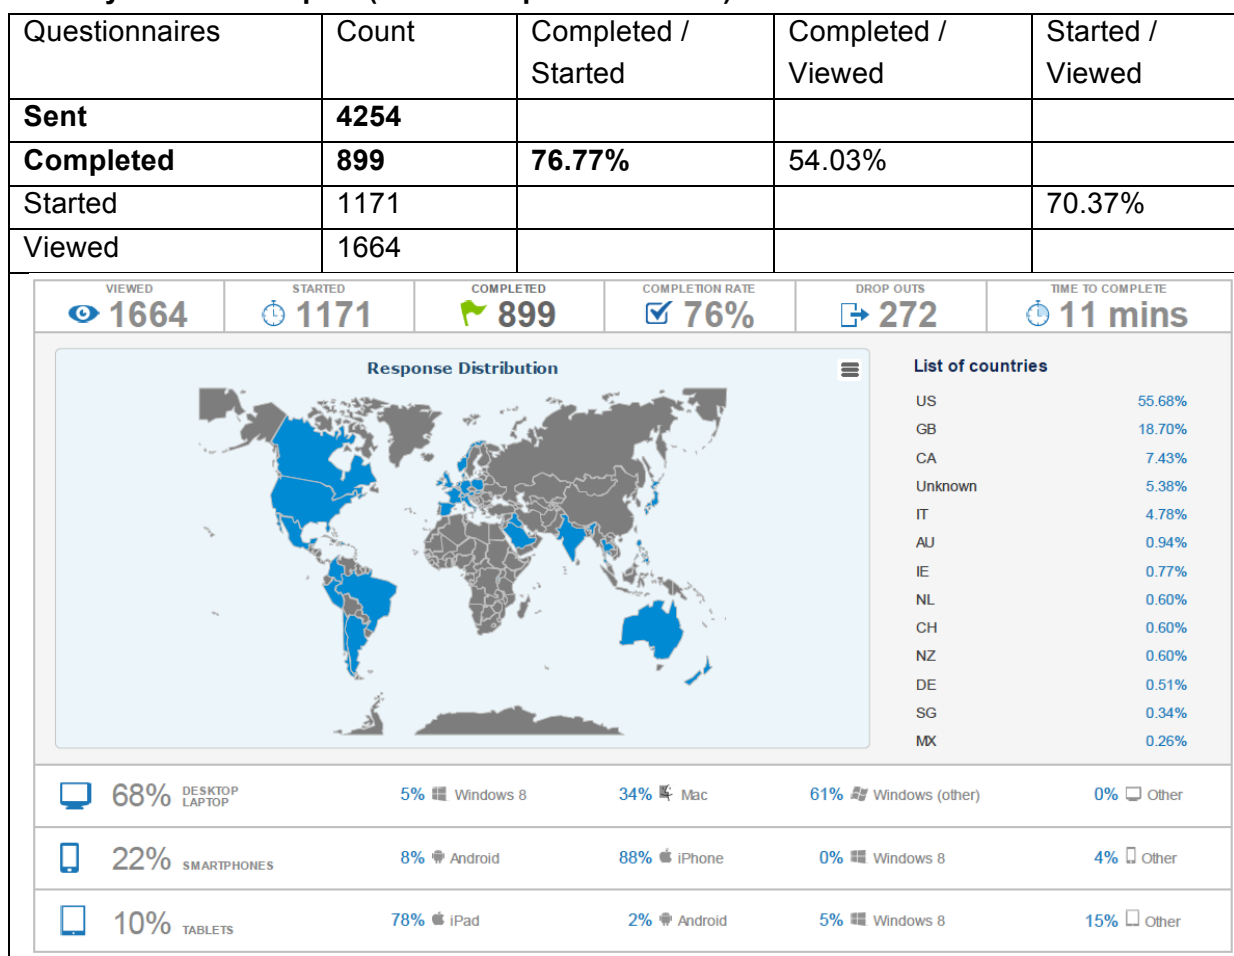 Questionnaires Count Completed / Started Completed / Viewed Started / Viewed
Sent 4254
Completed 899 76.77% 54.03%
Started 1171 70.37%
Viewed 1664
VIEWED STARTED COMPLETED COMPLETION RATE DROP OUTS TIME TO COMPLETE
1664 1171 899 76% 272 11 mins
Response Distribution
List of countries
US 55.68%
GB 18.70%
CA 7.43%
Unknown 5.38%
IT 4.78%
AU 0.94%
IE 0.77%
NL 0.60%
CH 0.60%
NZ 0.60%
DE 0.51%
SG 0.34%
MX 0.26%
68% DESKTOP LAPTOP 5% Windows 8 34% Mac 61% Windows (other) 0% Other
22% SMARTPHONES 8% Android 88% iPhone 0% Windows 8 4% Other
10% TABLETS 78% iPad 2% Android 5% Windows 8 15% Other